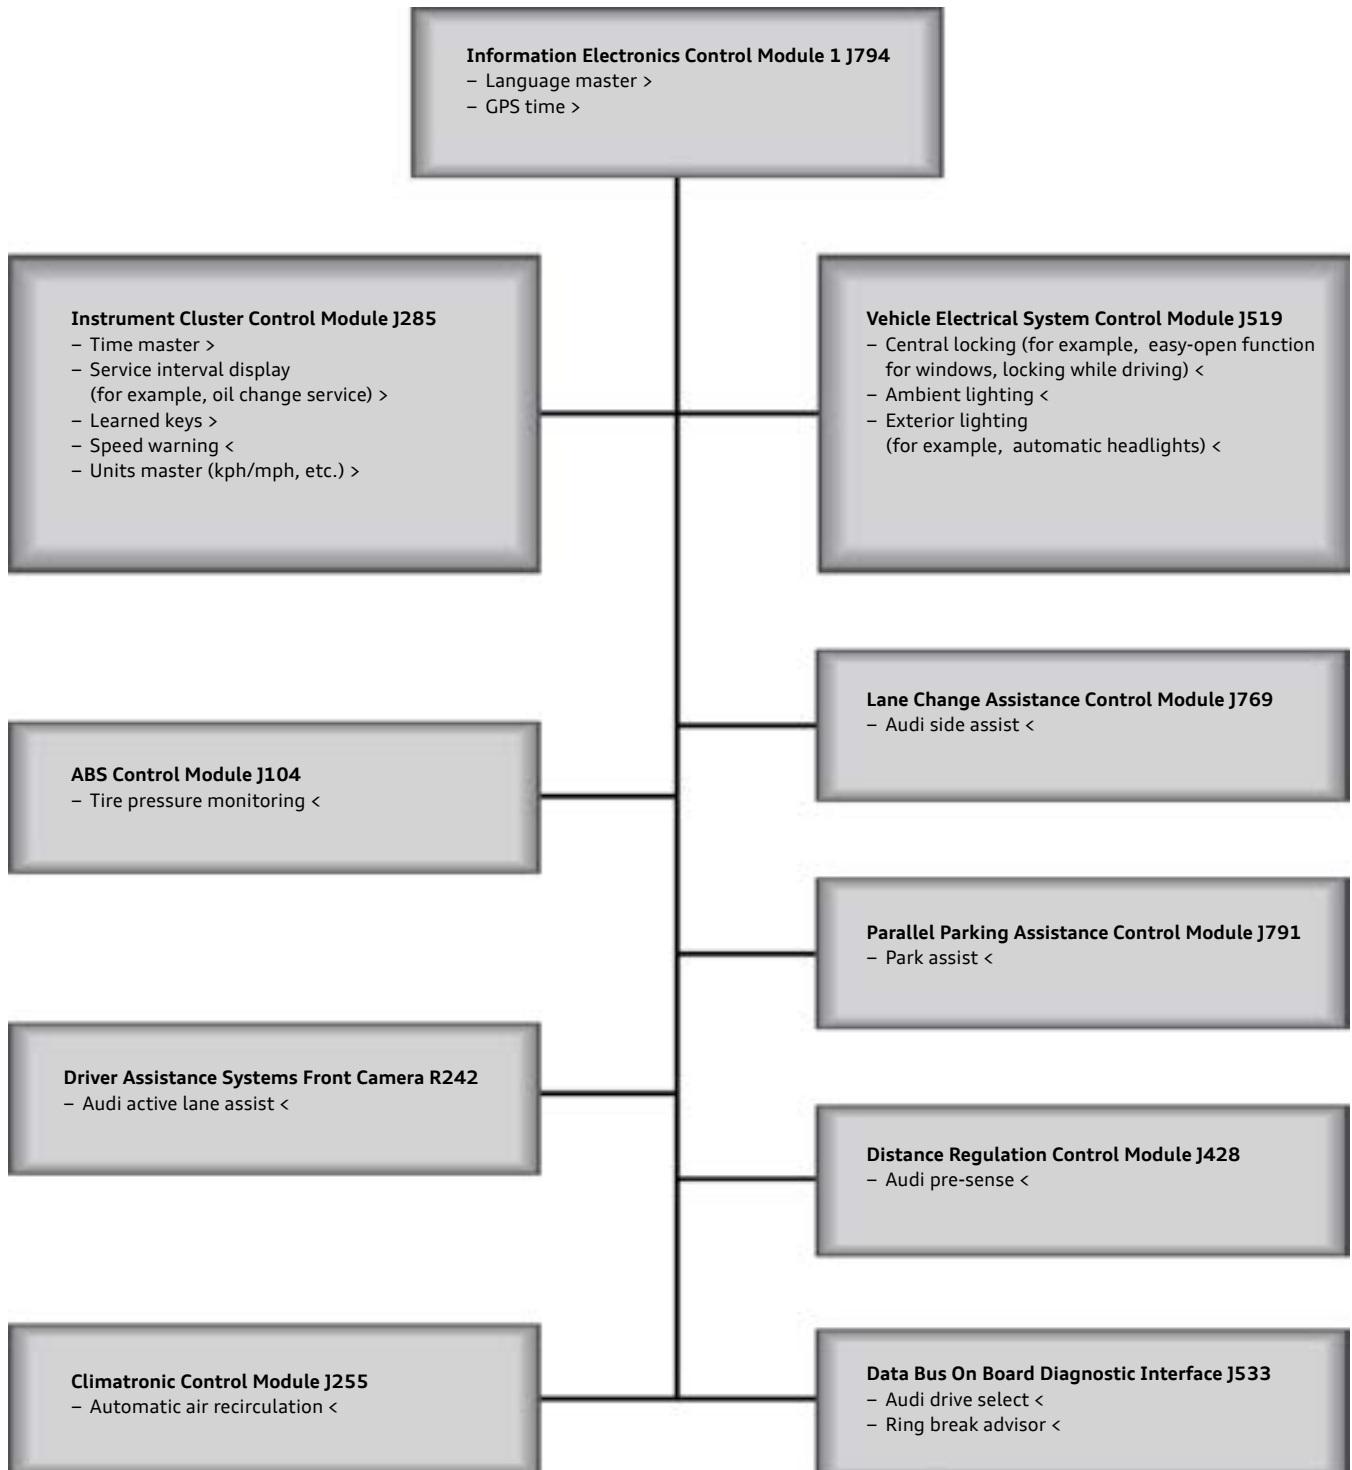 Information Electronics Control Module 1 J794
– Language master >
– GPS time >
Instrument Cluster Control Module J285
– Time master >
– Service interval display
(for example, oil change service) >
– Learned keys >
– Speed warning <
– Units master (kph/mph, etc.) >
Vehicle Electrical System Control Module J519
– Central locking (for example, easy-open function
for windows, locking while driving) <
– Ambient lighting <
– Exterior lighting
(for example, automatic headlights) <
Lane Change Assistance Control Module J769
– Audi side assist <
ABS Control Module J104
– Tire pressure monitoring <
Parallel Parking Assistance Control Module J791
– Park assist <
Driver Assistance Systems Front Camera R242
– Audi active lane assist <
Distance Regulation Control Module J428
– Audi pre-sense <
Climatronic Control Module J255
– Automatic air recirculation <
Data Bus On Board Diagnostic Interface J533
– Audi drive select <
– Ring break advisor <